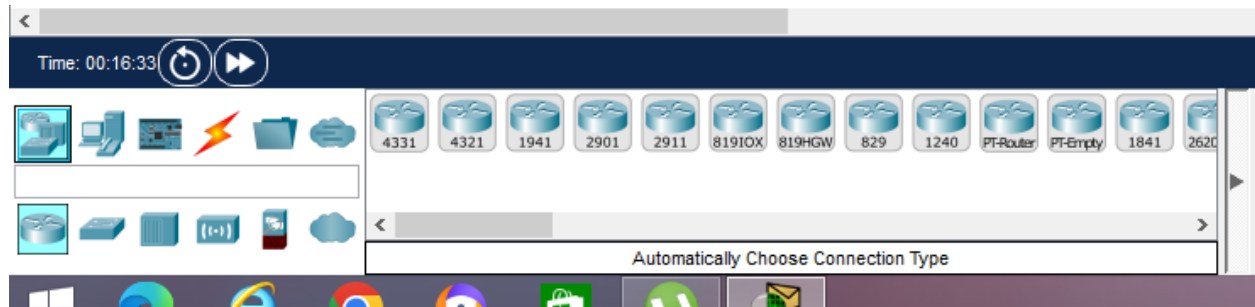 Time: 00:16:33
4331 4321 1941 2901 2911 819IOX 819HGW 829 1240 PT-Router PT-Empty 1841 2620
Automatically Choose Connection Type